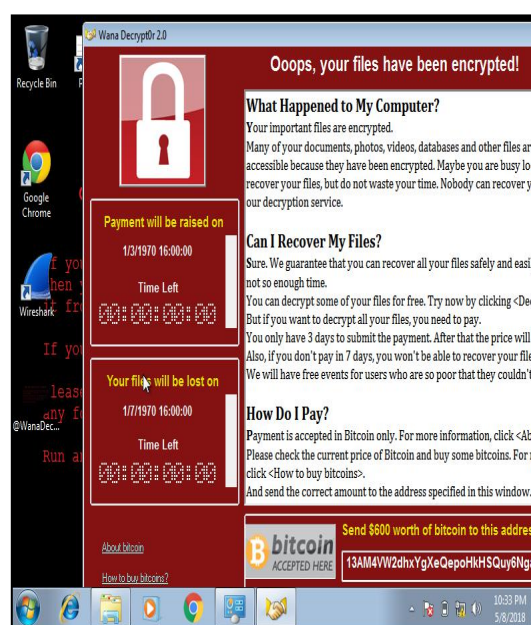 Wana Decrypt0r 2.0
Recycle Bin
Google
Chrome
Wireshark
@WanaDec...
Ooops, your files have been encrypted!
Payment will be raised on
1/3/1970 16:00:00
Time Left
00:00:00:00
Your files will be lost on
1/7/1970 16:00:00
Time Left
00:00:00:00
About bitcoin
How to buy bitcoins?
What Happened to My Computer?
Your important files are encrypted.
Many of your documents, photos, videos, databases and other files ar
accessible because they have been encrypted. Maybe you are busy lo
recover your files, but do not waste your time. Nobody can recover y
our decryption service.
Can I Recover My Files?
Sure. We guarantee that you can recover all your files safely and easil
not so enough time.
You can decrypt some of your files for free. Try now by clicking <De
But if you want to decrypt all your files, you need to pay.
You only have 3 days to submit the payment. After that the price will
Also, if you don't pay in 7 days, you won't be able to recover your file
We will have free events for users who are so poor that they couldn't
How Do I Pay?
Payment is accepted in Bitcoin only. For more information, click <Ab
Please check the current price of Bitcoin and buy some bitcoins. For
click <How to buy bitcoins>.
And send the correct amount to the address specified in this window.
bitcoin
ACCEPTED HERE
Send $600 worth of bitcoin to this addres
13AM4VW2dhxYgXeQepoHkHSQuy6Nga
If you
If you
any fo
Run an
10:33 PM
5/8/2018